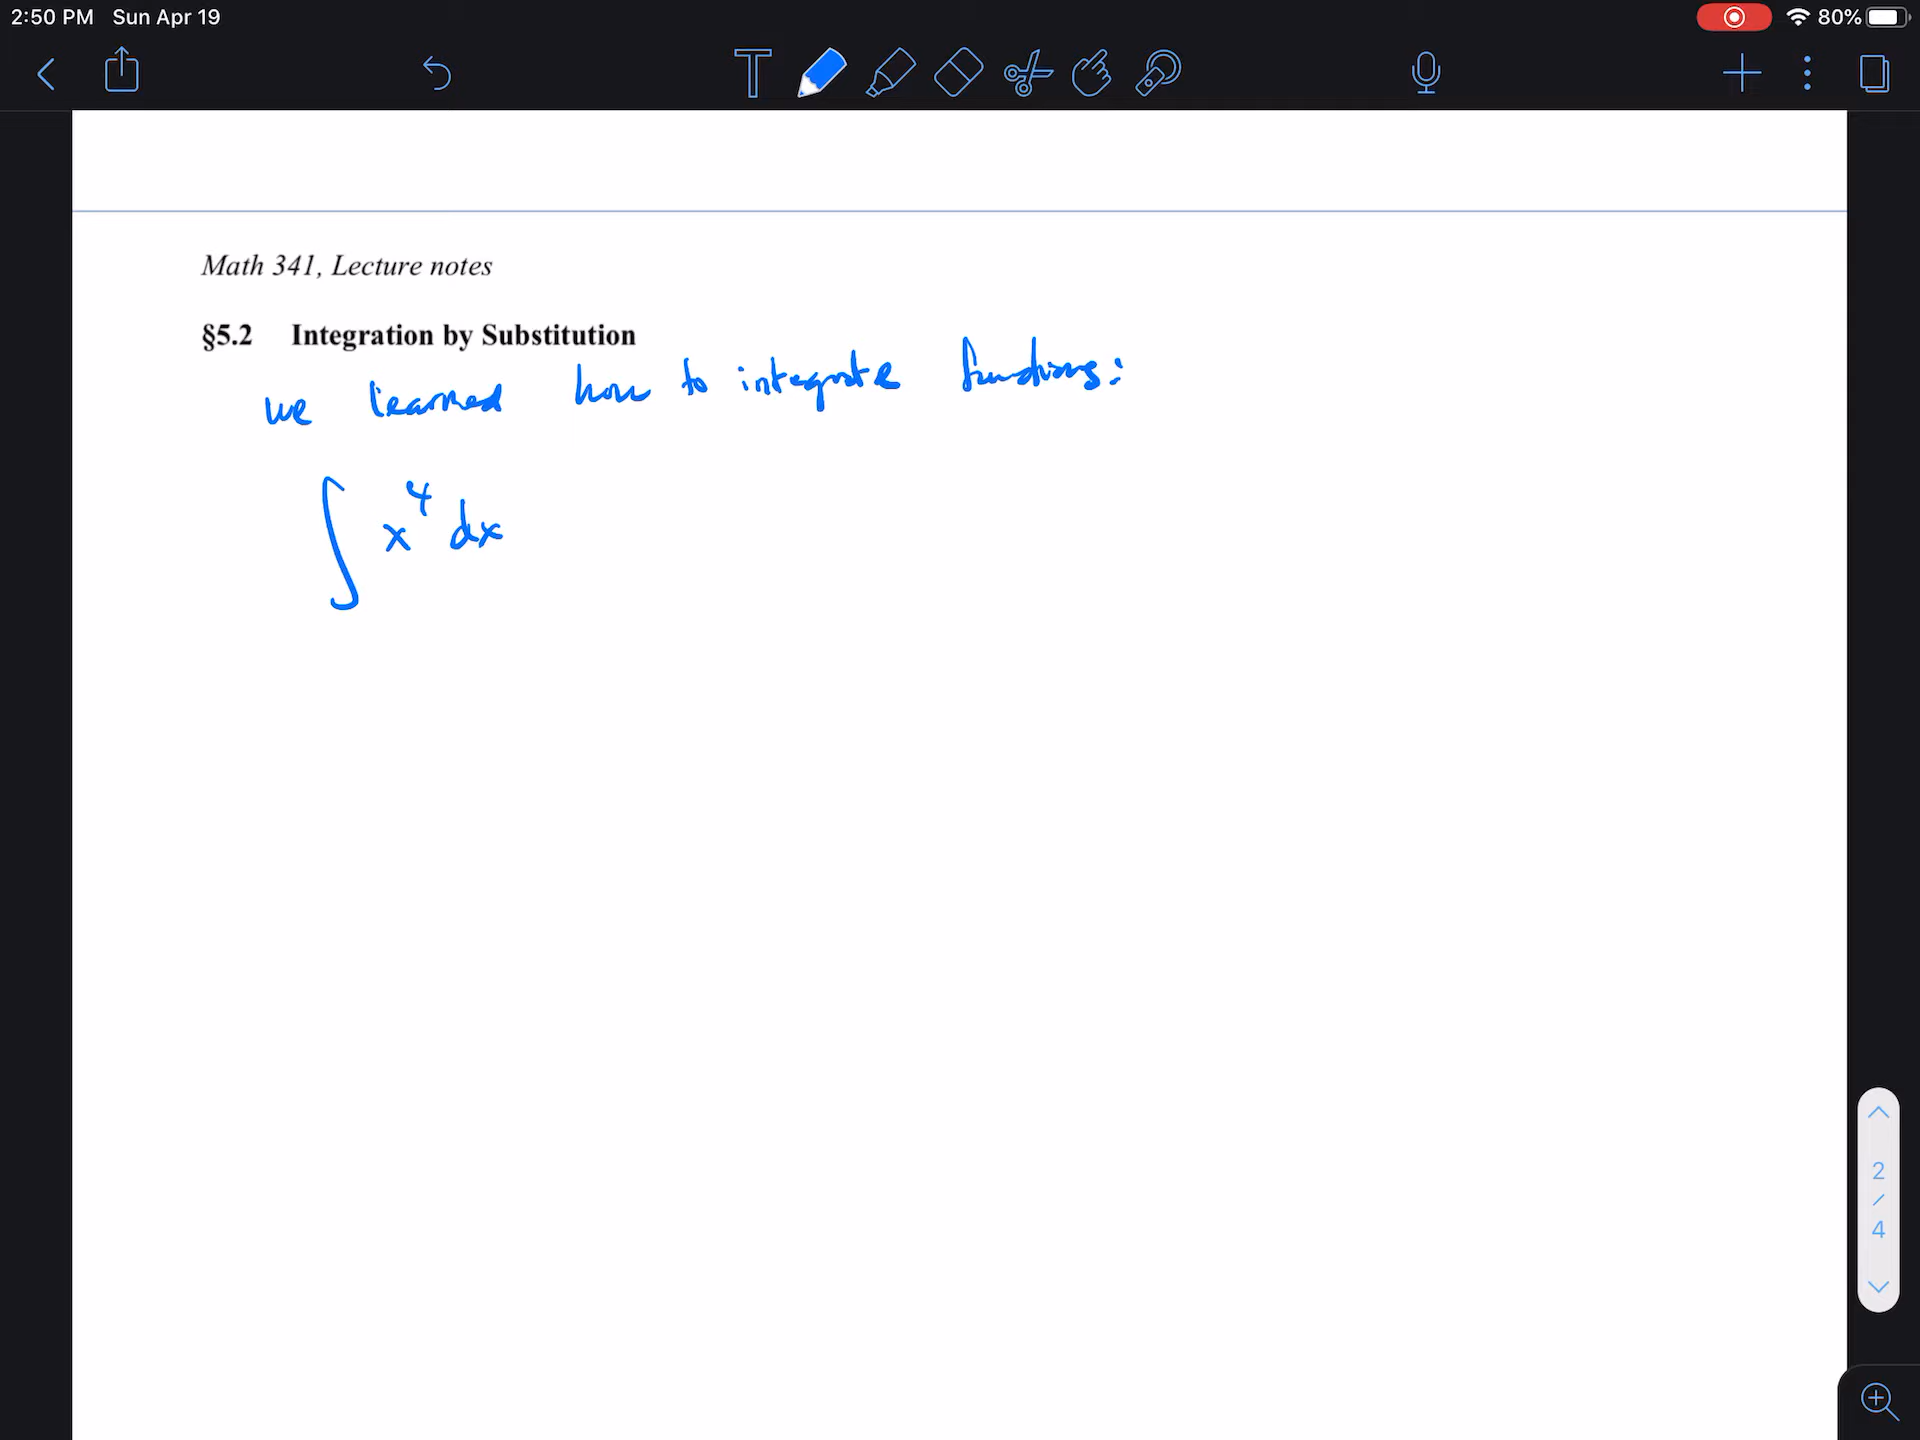 2:50 PM Sun Apr 19 80%
Math 341, Lecture notes
§5.2 Integration by Substitution
we learned how to integrate functions:
∫ x⁴ dx
2
/
4